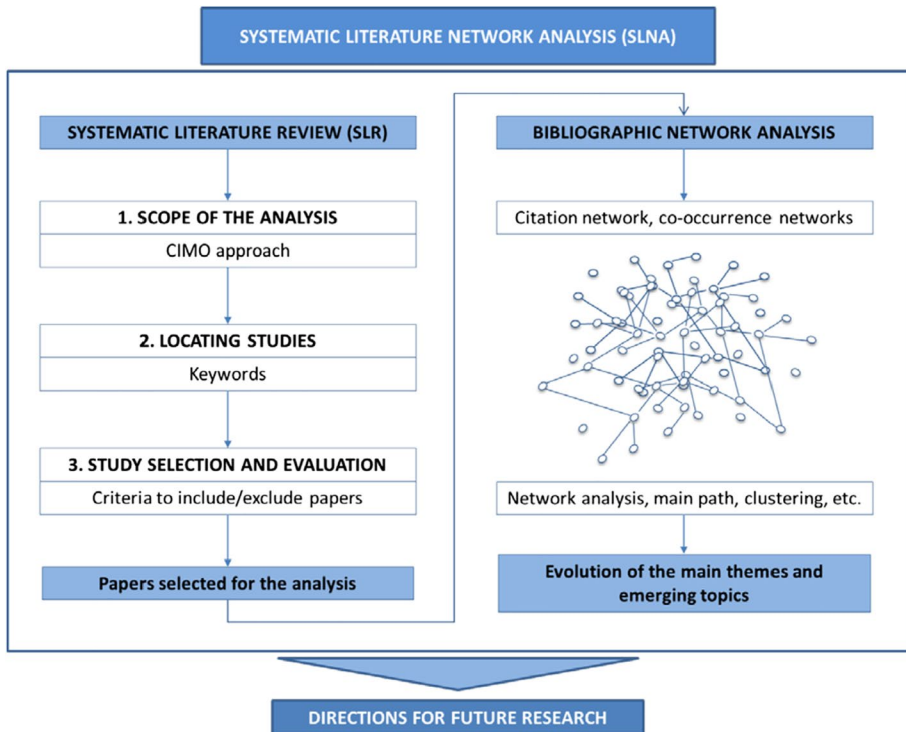 SYSTEMATIC LITERATURE NETWORK ANALYSIS (SLNA)
SYSTEMATIC LITERATURE REVIEW (SLR)
1. SCOPE OF THE ANALYSIS
CIMO approach
2. LOCATING STUDIES
Keywords
3. STUDY SELECTION AND EVALUATION
Criteria to include/exclude papers
Papers selected for the analysis
BIBLIOGRAPHIC NETWORK ANALYSIS
Citation network, co-occurrence networks
Network analysis, main path, clustering, etc.
Evolution of the main themes and
emerging topics
DIRECTIONS FOR FUTURE RESEARCH